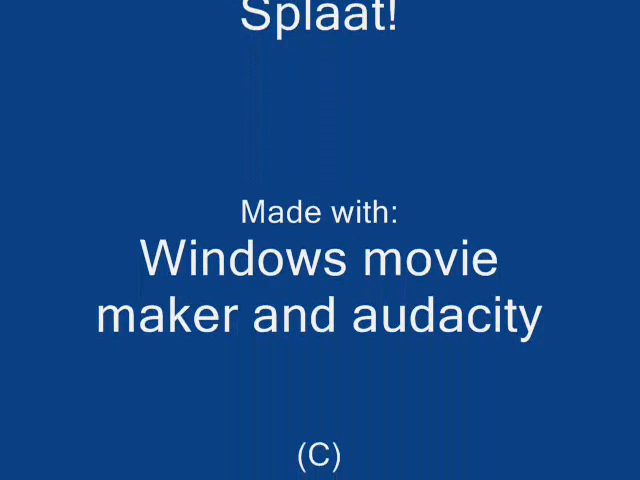 Splaat!
Made with:
Windows movie
maker and audacity
(C)